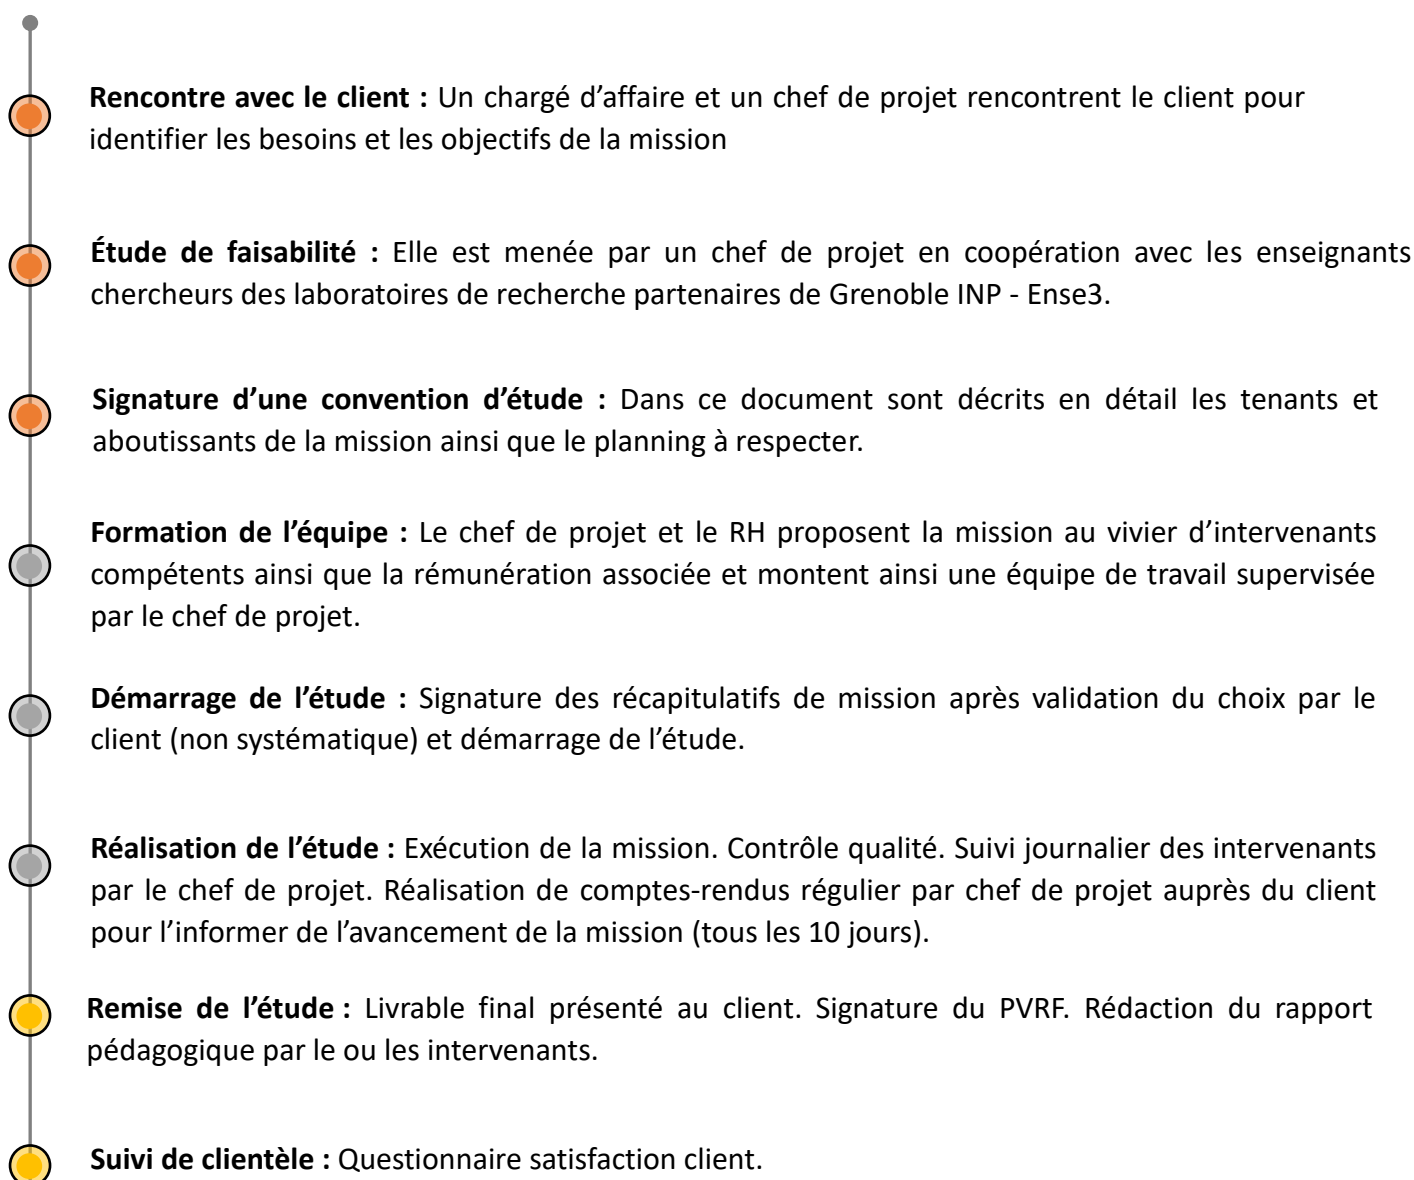 Rencontre avec le client : Un chargé d’affaire et un chef de projet rencontrent le client pour
identifier les besoins et les objectifs de la mission
Étude de faisabilité : Elle est menée par un chef de projet en coopération avec les enseignants
chercheurs des laboratoires de recherche partenaires de Grenoble INP - Ense3.
Signature d’une convention d’étude : Dans ce document sont décrits en détail les tenants et
aboutissants de la mission ainsi que le planning à respecter.
Formation de l’équipe : Le chef de projet et le RH proposent la mission au vivier d’intervenants
compétents ainsi que la rémunération associée et montent ainsi une équipe de travail supervisée
par le chef de projet.
Démarrage de l’étude : Signature des récapitulatifs de mission après validation du choix par le
client (non systématique) et démarrage de l’étude.
Réalisation de l’étude : Exécution de la mission. Contrôle qualité. Suivi journalier des intervenants
par le chef de projet. Réalisation de comptes-rendus régulier par chef de projet auprès du client
pour l’informer de l’avancement de la mission (tous les 10 jours).
Remise de l’étude : Livrable final présenté au client. Signature du PVRF. Rédaction du rapport
pédagogique par le ou les intervenants.
Suivi de clientèle : Questionnaire satisfaction client.